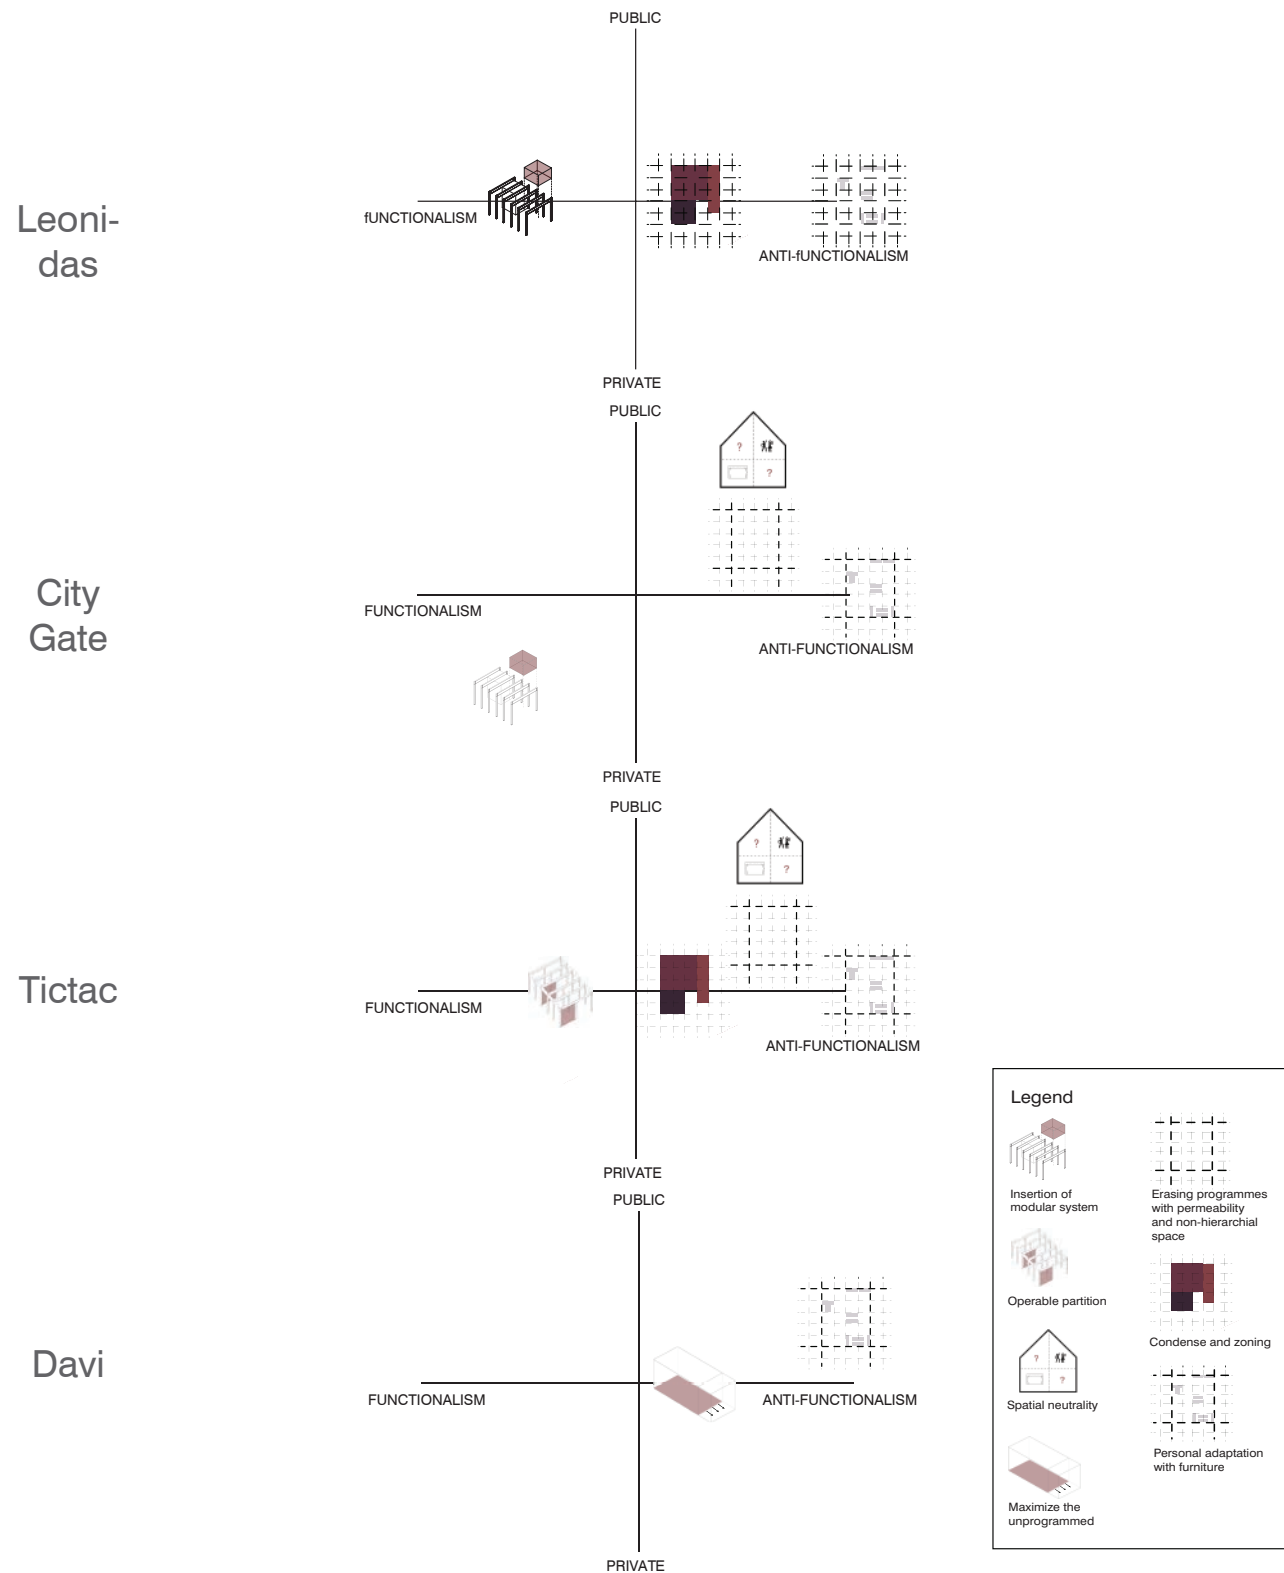 PUBLIC
Leoni-
das
fUNCTIONALISM
ANTI-fUNCTIONALISM
PRIVATE
PUBLIC
?
?
City
Gate
FUNCTIONALISM
ANTI-FUNCTIONALISM
PRIVATE
PUBLIC
?
?
Tictac
FUNCTIONALISM
ANTI-FUNCTIONALISM
PRIVATE
PUBLIC
Davi
FUNCTIONALISM
ANTI-FUNCTIONALISM
PRIVATE
Legend
Insertion of
modular system
Operable partition
?
?
Spatial neutrality
Maximize the
unprogrammed
Erasing programmes
with permeability
and non-hierarchial
space
Condense and zoning
Personal adaptation
with furniture